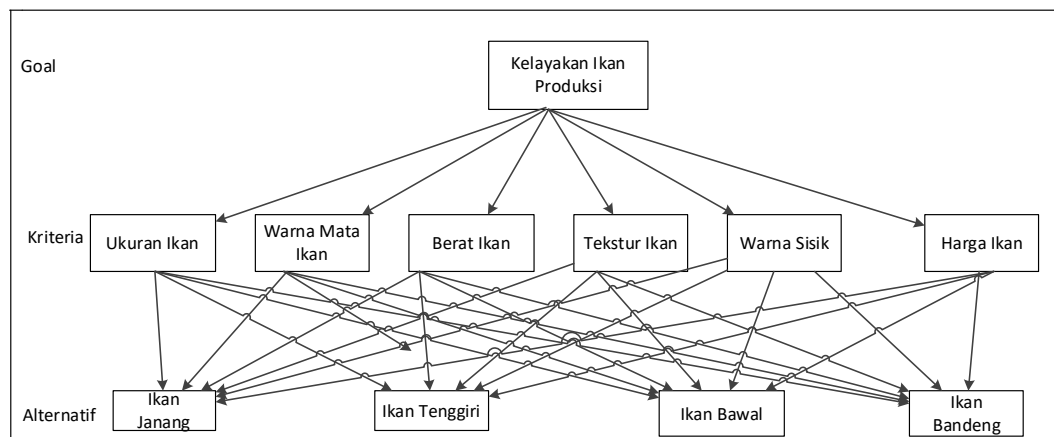 Goal
Kelayakan Ikan
Produksi
Kriteria
Ukuran Ikan
Warna Mata
Ikan
Berat Ikan
Tekstur Ikan
Warna Sisik
Harga Ikan
Alternatif
Ikan
Janang
Ikan Tenggiri
Ikan Bawal
Ikan
Bandeng